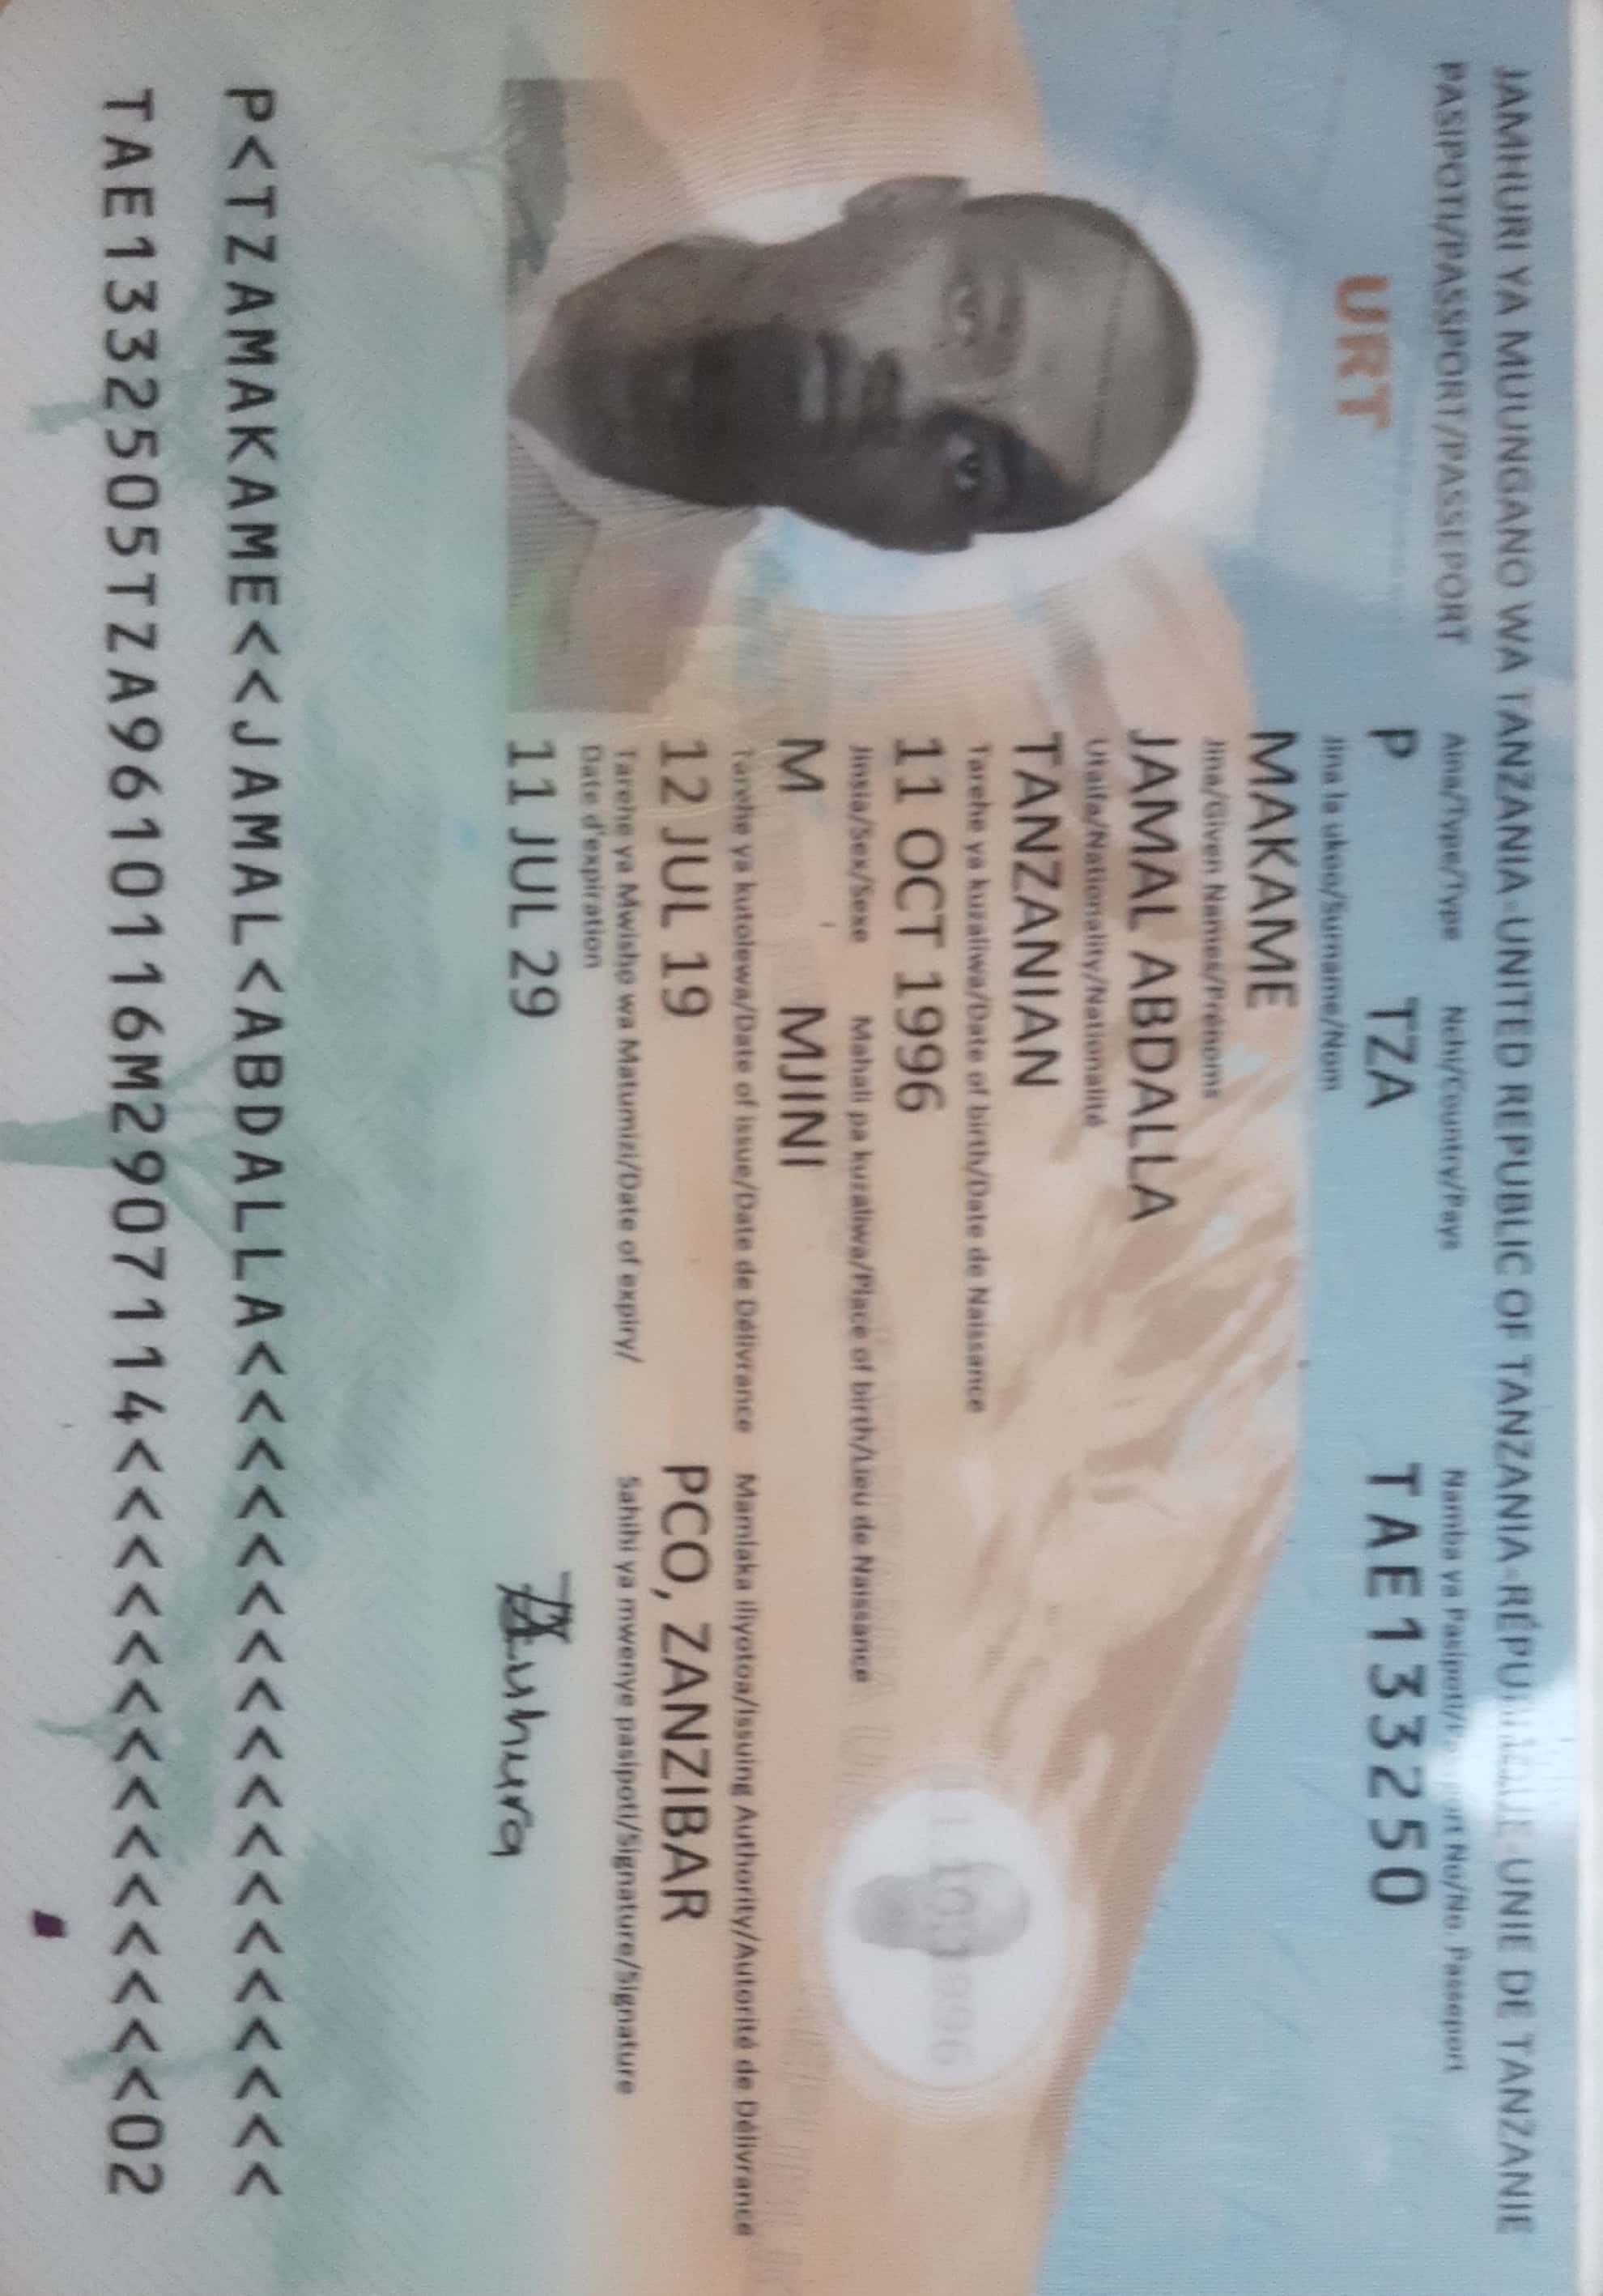 JAMHURI YA MUUNGANO WA TANZANIA-UNITED REPUBLIC OF TANZANIA-RÉPUBLIQUE-UNIE DE TANZANIE
PASIPOTI/PASSPORT/PASSEPORT
Aina/Type/Type Nchi/Country/Pays Namba ya Pasipoti/ No/No. Passeport
URT
P TZA TAE133250
Jina la ukoo/Surname/Nom
MAKAME
Jina/Given Names/Prénoms
JAMAL ABDALLA
Utaifa/Nationality/Nationalité
TANZANIAN
Tarehe ya kuzaliwa/Date of birth/Date de Naissance
11 OCT 1996
Jinsia/Sex/Sexe Mahali pa kuzaliwa/Place of birth/Lieu de Naissance
M MJINI
Tarehe ya kutolewa/Date of issue/Date de Délivrance Mamlaka iliyotoa/Issuing Authority/Autorité de Délivrance
12 JUL 19 PCO, ZANZIBAR
Tarehe ya Mwisho wa Matumizi/Date of expiry/ Sahihi ya mwenye pasipoti/Signature/Signature
Date d'expiration
11 JUL 29
P<TZAMAKAME<<JAMAL<ABDALLA<<<<<<<<<<<<<<<<<<
TAE1332505TZA9610116M2907114<<<<<<<<<<<<<<02